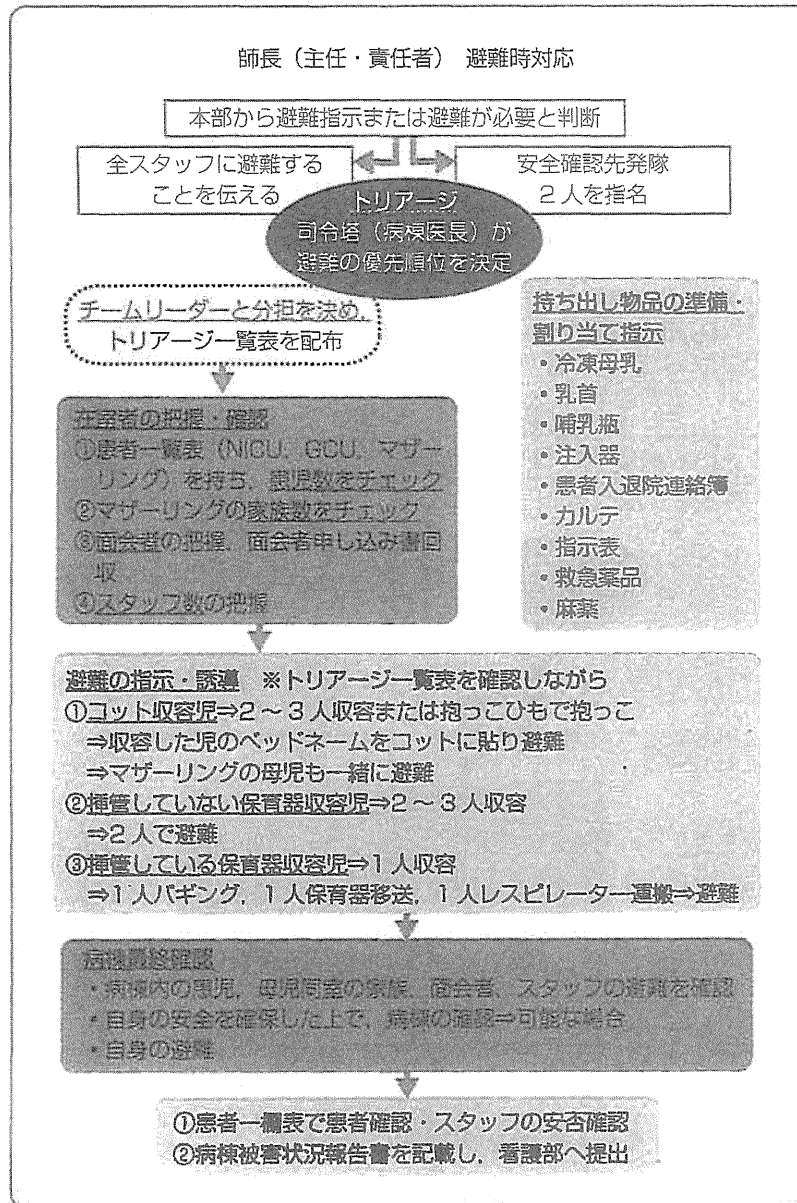 師長（主任・責任者）　避難時対応
本部から避難指示または避難が必要と判断
全スタッフに避難する
ことを伝える
安全確認先発隊
2人を指名
トリアージ
司令塔（病棟医長）が
避難の優先順位を決定
チームリーダーと分担を決め，
トリアージ一覧表を配布
持ち出し物品の準備・
割り当て指示
・冷凍母乳
・乳首
・哺乳瓶
・注入器
・患者入退院連絡簿
・カルテ
・指示表
・救急薬品
・麻薬
在室者の把握・確認
①患者一覧表（NICU，GCU，マザー
リング）を持ち，患児数をチェック
②マザーリングの家族数をチェック
③面会者の把握，面会者申し込み書回
収
④スタッフ数の把握
避難の指示・誘導　※トリアージ一覧表を確認しながら
①コット収容児⇒2～3人収容または抱っこひもで抱っこ
⇒収容した児のベッドネームをコットに貼り避難
⇒マザーリングの母児も一緒に避難
②挿管していない保育器収容児⇒2～3人収容
⇒2人で避難
③挿管している保育器収容児⇒1人収容
⇒1人バギング，1人保育器移送，1人レスピレーター運搬⇒避難
病棟最終確認
・病棟内の患児，母児同室の家族，面会者，スタッフの避難を確認
・自身の安全を確保した上で，病棟の確認⇒可能な場合
・自身の避難
①患者一欄表で患者確認・スタッフの安否確認
②病棟被害状況報告書を記載し，看護部へ提出